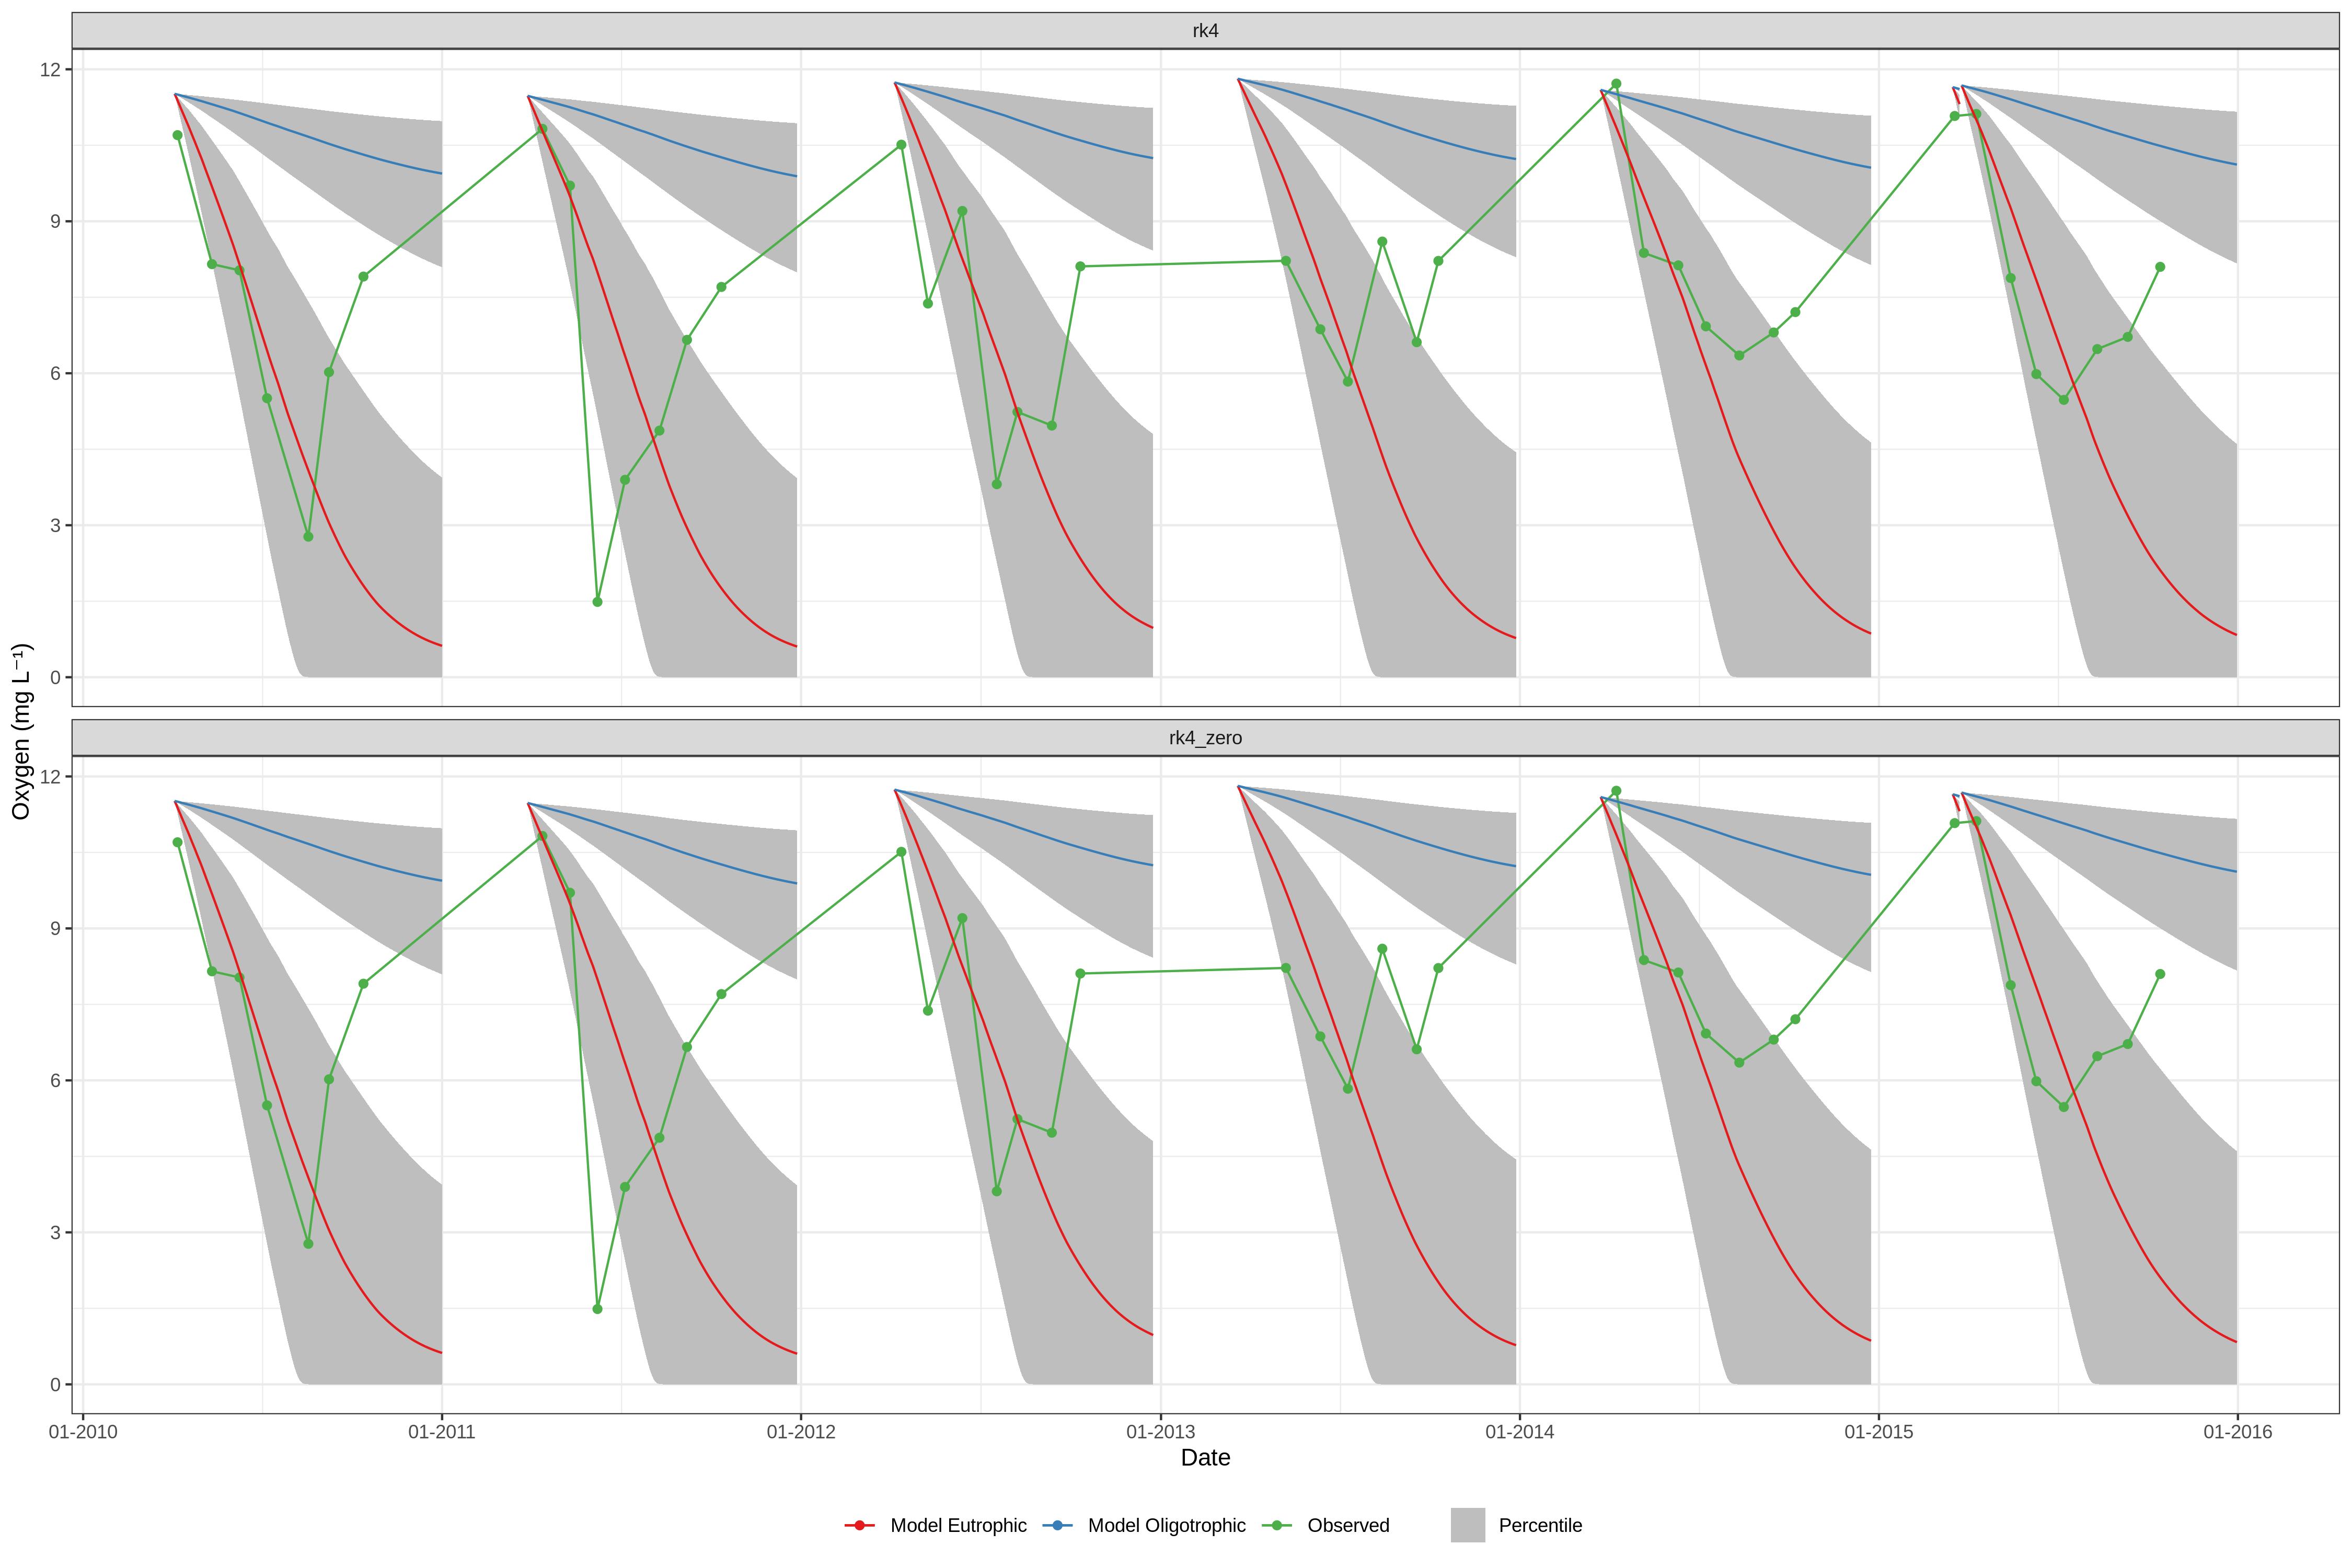 rk4
12
9
6
3
0
Oxygen (mg L⁻¹)
rk4_zero
12
9
6
3
0
01-2010 01-2011 01-2012 01-2013 01-2014 01-2015 01-2016
Date
Model Eutrophic Model Oligotrophic Observed Percentile